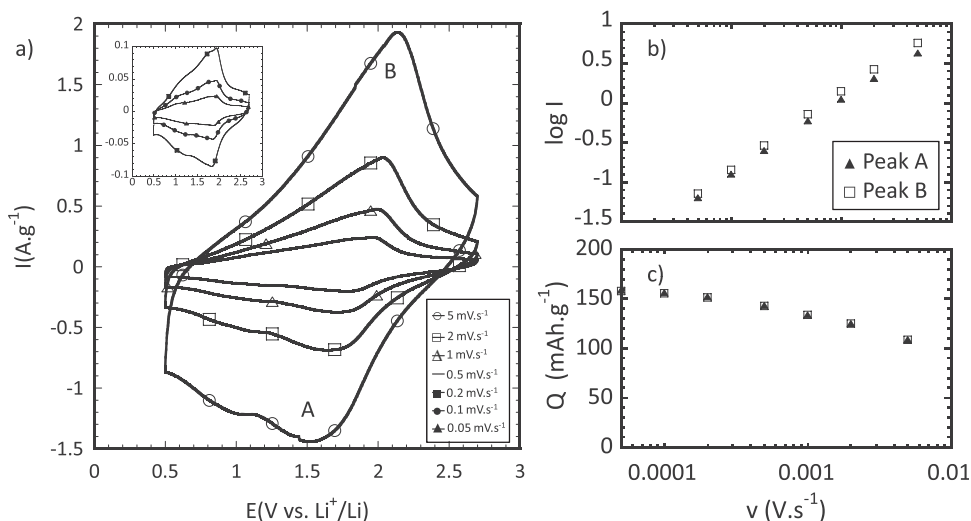 a)
2
1.5
1
0.5
0
-0.5
-1
-1.5
I(A.g⁻¹)
0 0.5 1 1.5 2 2.5 3
E(V vs. Li⁺/Li)
B
A
0.1
0.05
0
-0.05
-0.1
0 0.5 1 1.5 2 2.5 3
5 mV.s⁻¹
2 mV.s⁻¹
1 mV.s⁻¹
0.5 mV.s⁻¹
0.2 mV.s⁻¹
0.1 mV.s⁻¹
0.05 mV.s⁻¹
b)
1
0.5
0
-0.5
-1
-1.5
log I
Peak A
Peak B
c)
200
150
100
50
0
Q (mAh.g⁻¹)
0.0001 0.001 0.01
v (V.s⁻¹)